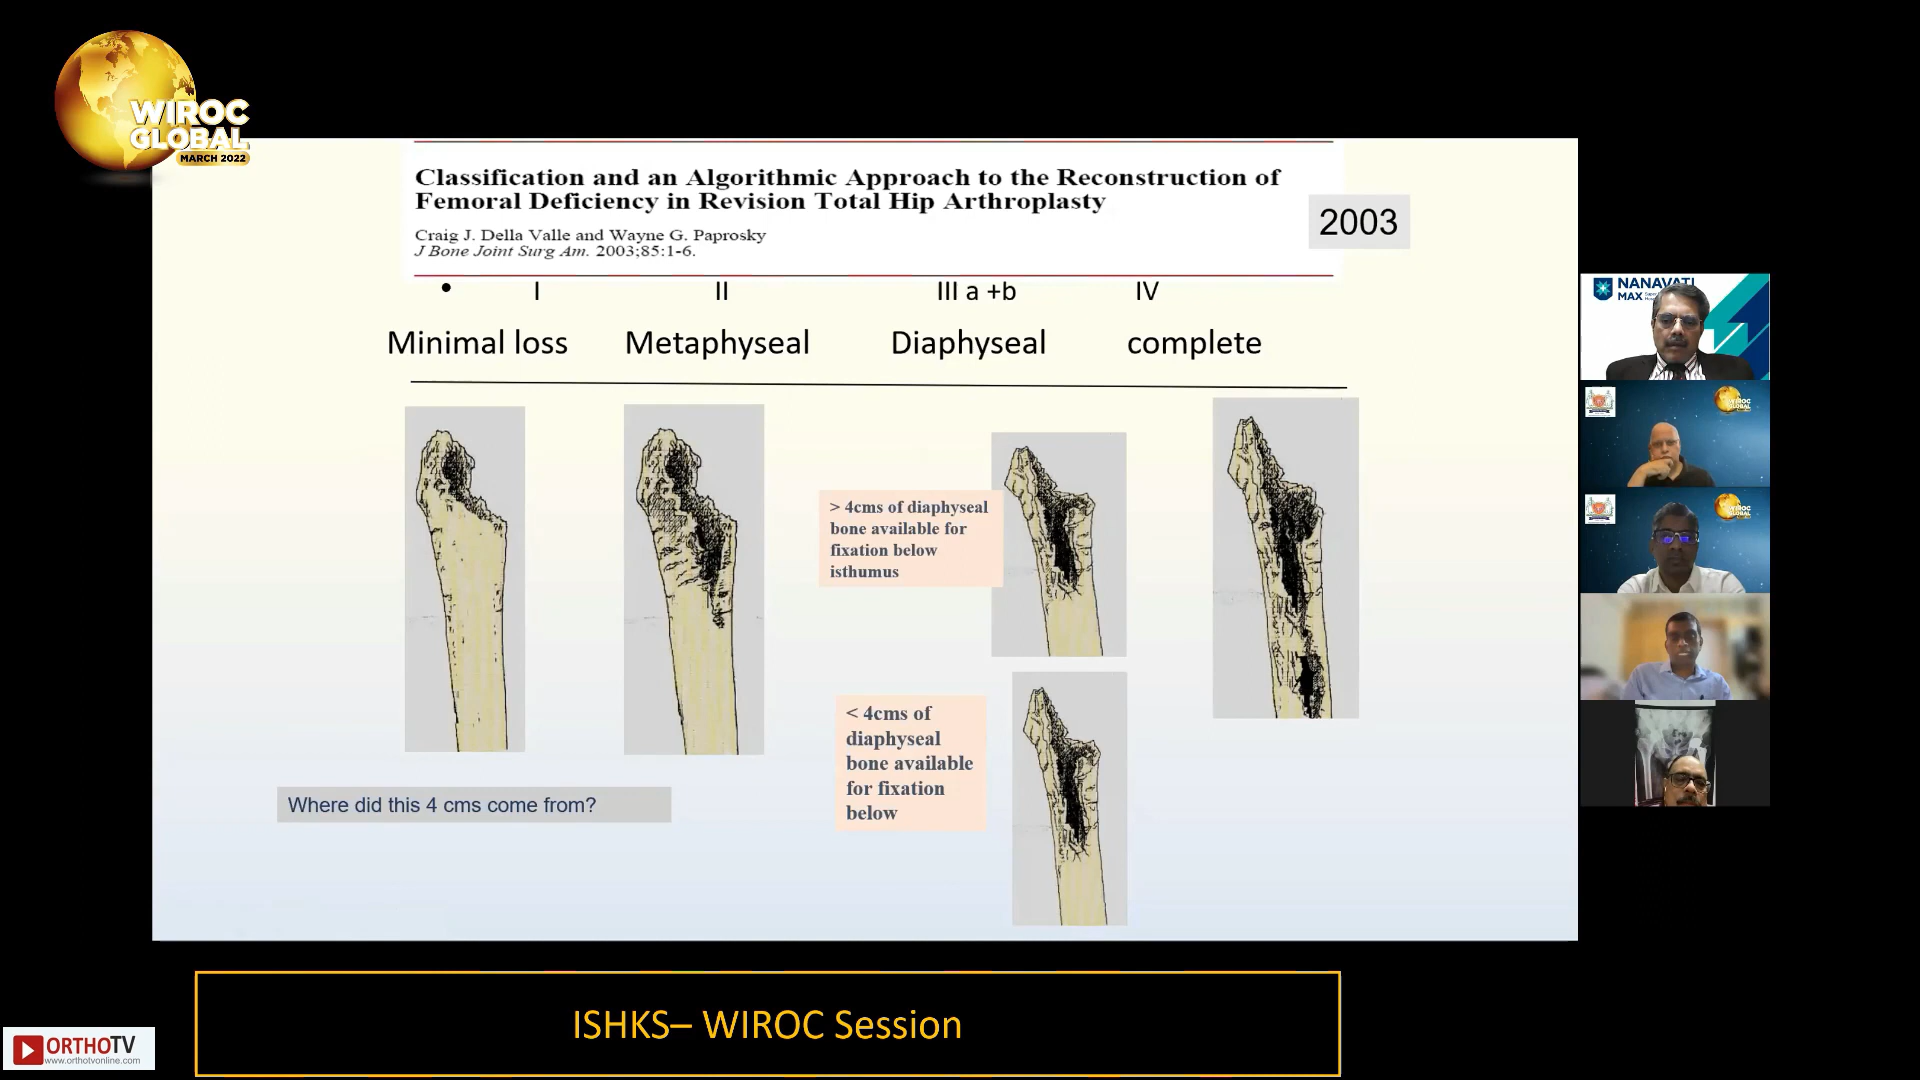 WIROC
GLOBAL
MARCH 2022
Classification and an Algorithmic Approach to the Reconstruction of
Femoral Deficiency in Revision Total Hip Arthroplasty
Craig J. Della Valle and Wayne G. Paprosky
J Bone Joint Surg Am. 2003;85:1-6.
2003
• I II III a +b IV
Minimal loss Metaphyseal Diaphyseal complete
> 4cms of diaphyseal
bone available for
fixation below
isthumus
< 4cms of
diaphyseal
bone available
for fixation
below
Where did this 4 cms come from?
NANAVATI
MAX
WIROC
GLOBAL
WIROC
GLOBAL
ISHKS– WIROC Session
ORTHOTV
www.orthotvonline.com